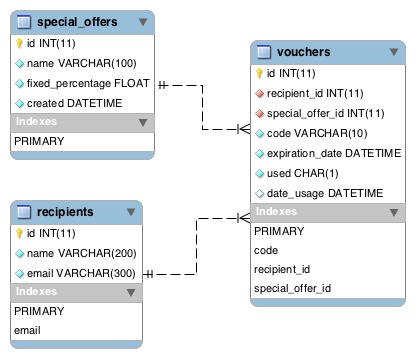 special_offers
id INT(11)
name VARCHAR(100)
fixed_percentage FLOAT
created DATETIME
Indexes
PRIMARY
vouchers
id INT(11)
recipient_id INT(11)
special_offer_id INT(11)
code VARCHAR(10)
expiration_date DATETIME
used CHAR(1)
date_usage DATETIME
Indexes
PRIMARY
code
recipient_id
special_offer_id
recipients
id INT(11)
name VARCHAR(200)
email VARCHAR(300)
Indexes
PRIMARY
email